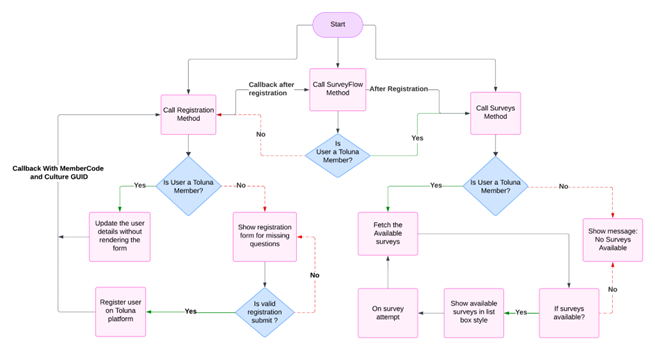 Start
Call Registration
Method
Callback after
registration
Call SurveyFlow
Method
After Registration
Call Surveys
Method
No
Is
User a Toluna
Member?
Yes
Callback With MemberCode
and Culture GUID
Is User a Toluna
Member?
Yes
No
Is User a Toluna
Member?
Yes
No
Update the user
details without
rendering the
form
Show registration
form for missing
questions
Fetch the
Available
surveys
Show message:
No Surveys
Available
No
No
Register user
on Toluna
platform
Yes
Is valid
registration
submit ?
On survey
attempt
Show available
surveys in list
box style
Yes
If surveys
available?